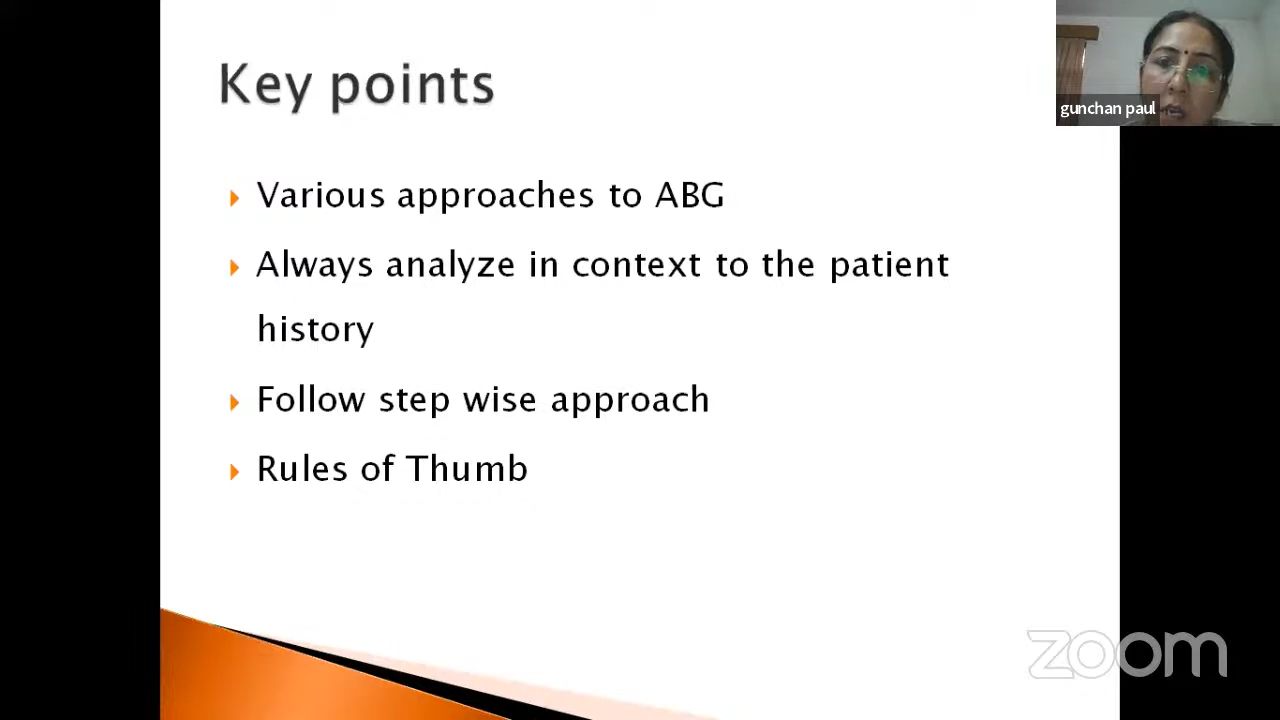 Key points
gunchan paul
Various approaches to ABG
Always analyze in context to the patient
history
Follow step wise approach
Rules of Thumb
zoom